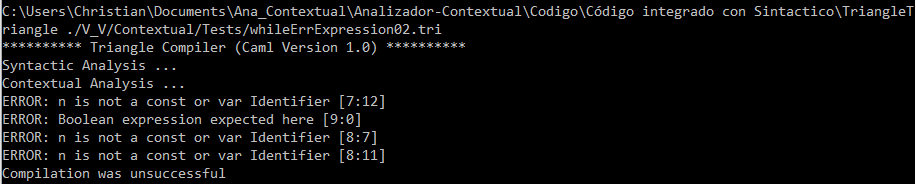 C:\Users\Christian\Documents\Ana_Contextual\Analizador-Contextual\Codigo\Código integrado con Sintactico\TriangleT
riangle ./V_V/Contextual/Tests/whileErrExpression02.tri
********** Triangle Compiler (Caml Version 1.0) **********
Syntactic Analysis ...
Contextual Analysis ...
ERROR: n is not a const or var Identifier [7:12]
ERROR: Boolean expression expected here [9:0]
ERROR: n is not a const or var Identifier [8:7]
ERROR: n is not a const or var Identifier [8:11]
Compilation was unsuccessful